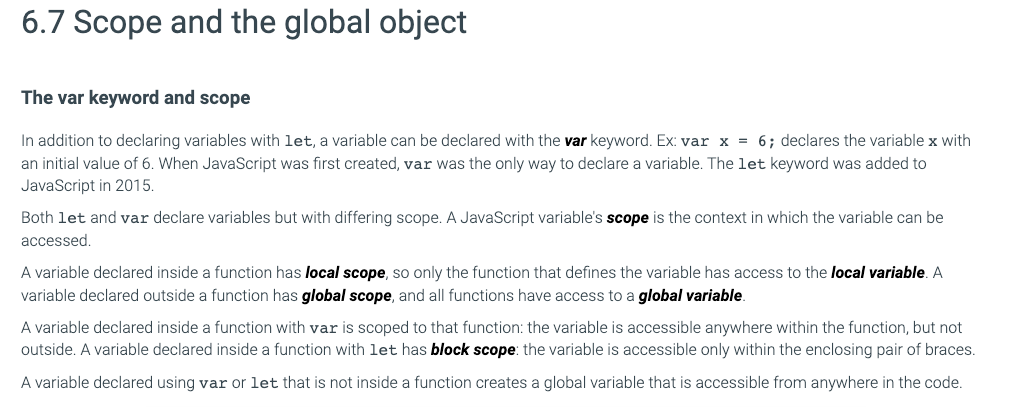 6.7 Scope and the global object
The var keyword and scope
In addition to declaring variables with let, a variable can be declared with the var keyword. Ex: var x = 6; declares the variable x with
an initial value of 6. When JavaScript was first created, var was the only way to declare a variable. The let keyword was added to
JavaScript in 2015.
Both let and var declare variables but with differing scope. A JavaScript variable's scope is the context in which the variable can be
accessed.
A variable declared inside a function has local scope, so only the function that defines the variable has access to the local variable. A
variable declared outside a function has global scope, and all functions have access to a global variable.
A variable declared inside a function with var is scoped to that function: the variable is accessible anywhere within the function, but not
outside. A variable declared inside a function with let has block scope: the variable is accessible only within the enclosing pair of braces.
A variable declared using var or let that is not inside a function creates a global variable that is accessible from anywhere in the code.